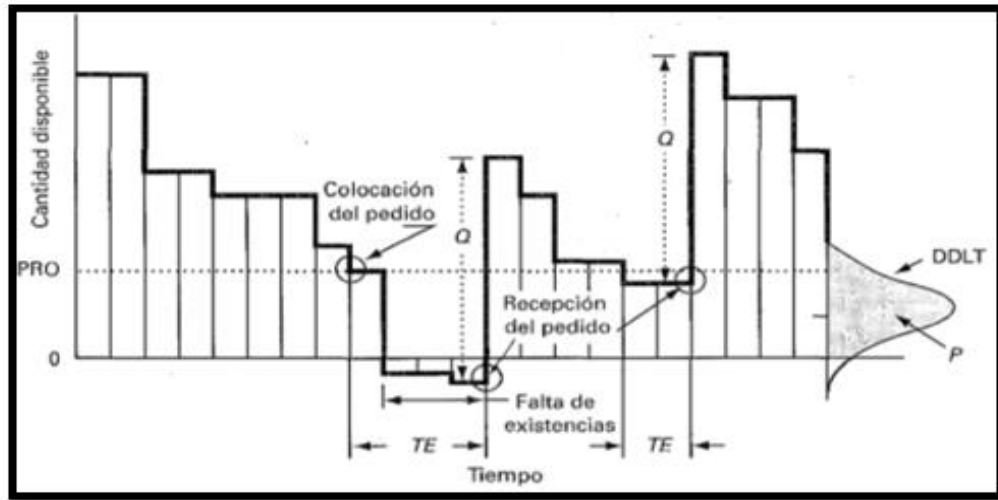 Cantidad disponible
Colocación
del pedido
Q
Q
PRO
DDLT
Recepción
del pedido
P
0
Falta de
existencias
TE
TE
Tiempo